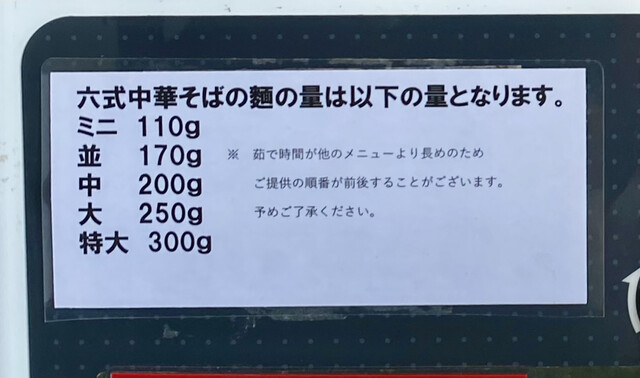 六式中華そばの麺の量は以下の量となります。
ミニ 110g
並 170g ※ 茹で時間が他のメニューより長めのため
中 200g ご提供の順番が前後することがございます。
大 250g 予めご了承ください。
特大 300g